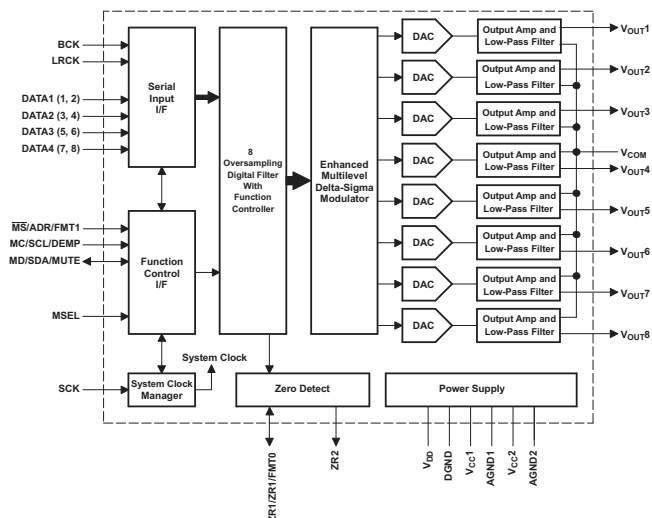 BCK
LRCK
DATA1 (1, 2)
DATA2 (3, 4)
DATA3 (5, 6)
DATA4 (7, 8)
MS/ADR/FMT1
MC/SCL/DEMP
MD/SDA/MUTE
MSEL
SCK
Serial
Input
I/F
Function
Control
I/F
System Clock
System Clock
Manager
8
Oversampling
Digital Filter
With
Function
Controller
Enhanced
Multilevel
Delta-Sigma
Modulator
DAC
Output Amp and
Low-Pass Filter
VOUT1
DAC
Output Amp and
Low-Pass Filter
VOUT2
DAC
Output Amp and
Low-Pass Filter
VOUT3
DAC
Output Amp and
Low-Pass Filter
VCOM
VOUT4
DAC
Output Amp and
Low-Pass Filter
VOUT5
DAC
Output Amp and
Low-Pass Filter
VOUT6
DAC
Output Amp and
Low-Pass Filter
VOUT7
DAC
Output Amp and
Low-Pass Filter
VOUT8
Zero Detect
Power Supply
ZR1/ZR1/FMT0
ZR2
VDD
DGND
VCC1
AGND1
VCC2
AGND2